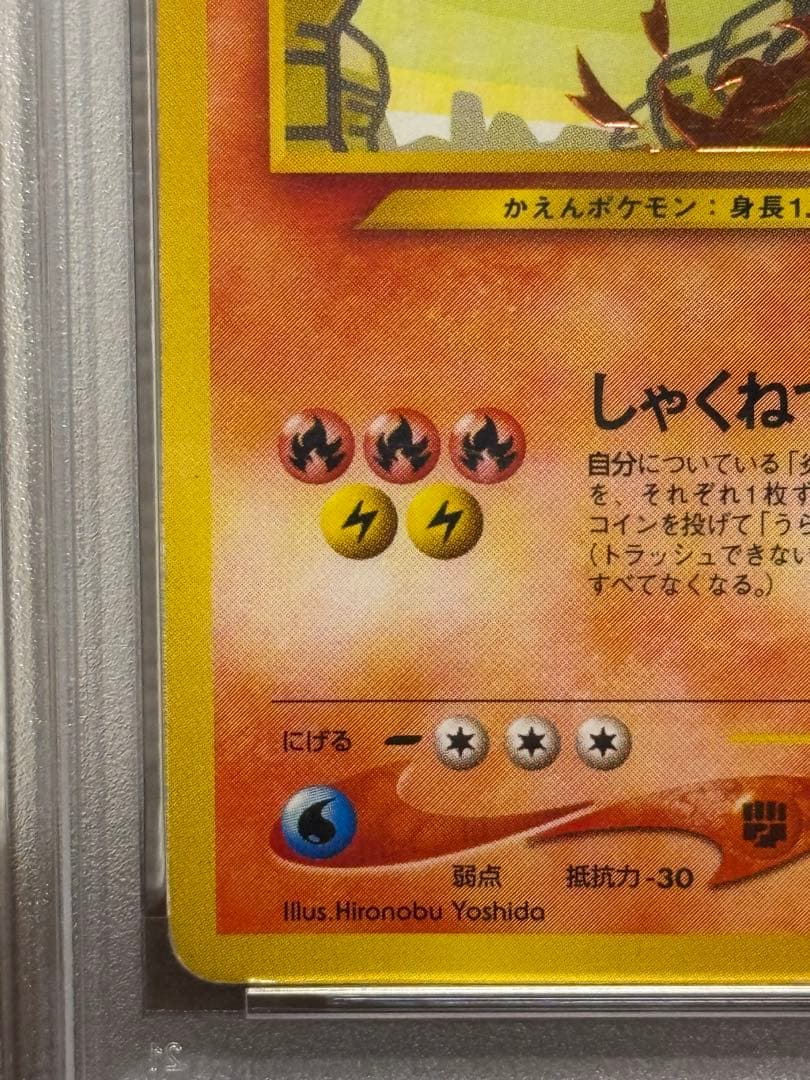 かえんポケモン：身長1.
しゃくねつ
自分についている「炎
を、それぞれ1枚ず
コインを投げて「うら
（トラッシュできない
すべてなくなる。）
にげる
弱点 抵抗力 -30
Illus.Hironobu Yoshida